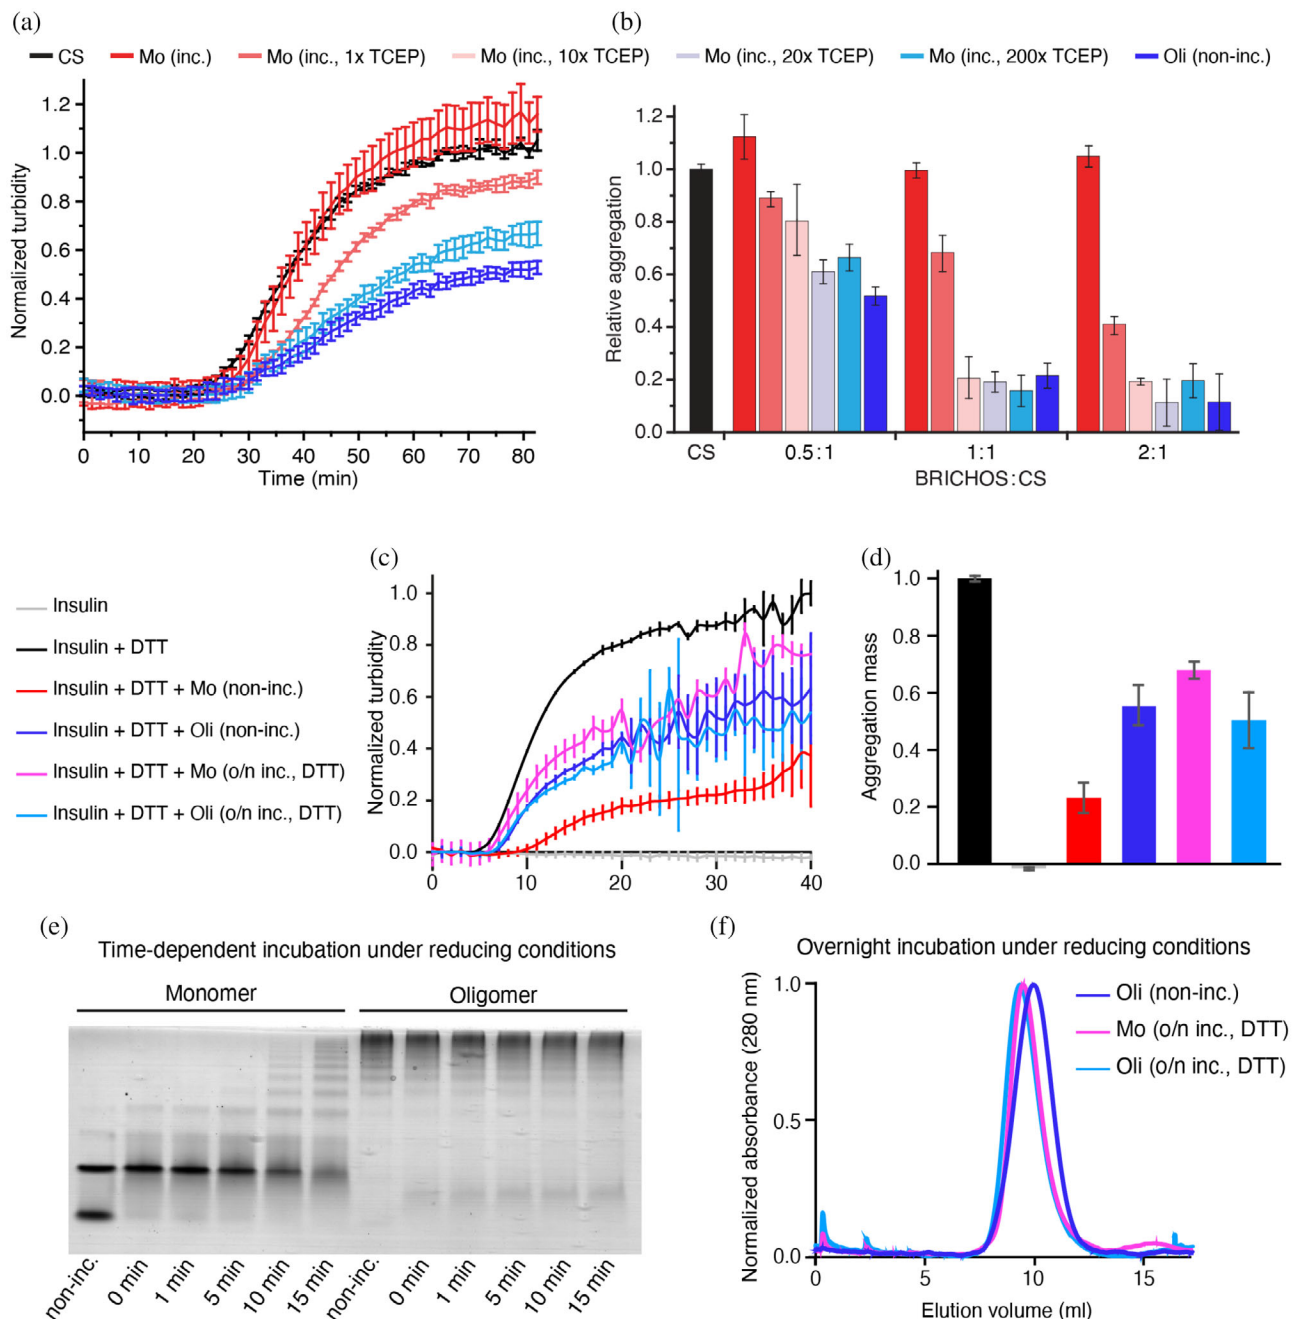 (a)
(b)
CS Mo (inc.) Mo (inc., 1x TCEP) Mo (inc., 10x TCEP) Mo (inc., 20x TCEP) Mo (inc., 200x TCEP) Oli (non-inc.)
Normalized turbidity
1.2
1.0
0.8
0.6
0.4
0.2
0.0
0 10 20 30 40 50 60 70 80
Time (min)
Relative aggregation
1.2
1.0
0.8
0.6
0.4
0.2
0.0
CS 0.5:1 1:1 2:1
BRICHOS:CS
Insulin
Insulin + DTT
Insulin + DTT + Mo (non-inc.)
Insulin + DTT + Oli (non-inc.)
Insulin + DTT + Mo (o/n inc., DTT)
Insulin + DTT + Oli (o/n inc., DTT)
(c)
Normalized turbidity
1.0
0.8
0.6
0.4
0.2
0.0
0 10 20 30 40
(d)
Aggregation mass
1.0
0.8
0.6
0.4
0.2
0.0
(e)
Time-dependent incubation under reducing conditions
Monomer Oligomer
non-inc. 0 min 1 min 5 min 10 min 15 min non-inc. 0 min 1 min 5 min 10 min 15 min
(f)
Overnight incubation under reducing conditions
Normalized absorbance (280 nm)
1.0
0.5
0.0
Oli (non-inc.)
Mo (o/n inc., DTT)
Oli (o/n inc., DTT)
0 5 10 15
Elution volume (ml)